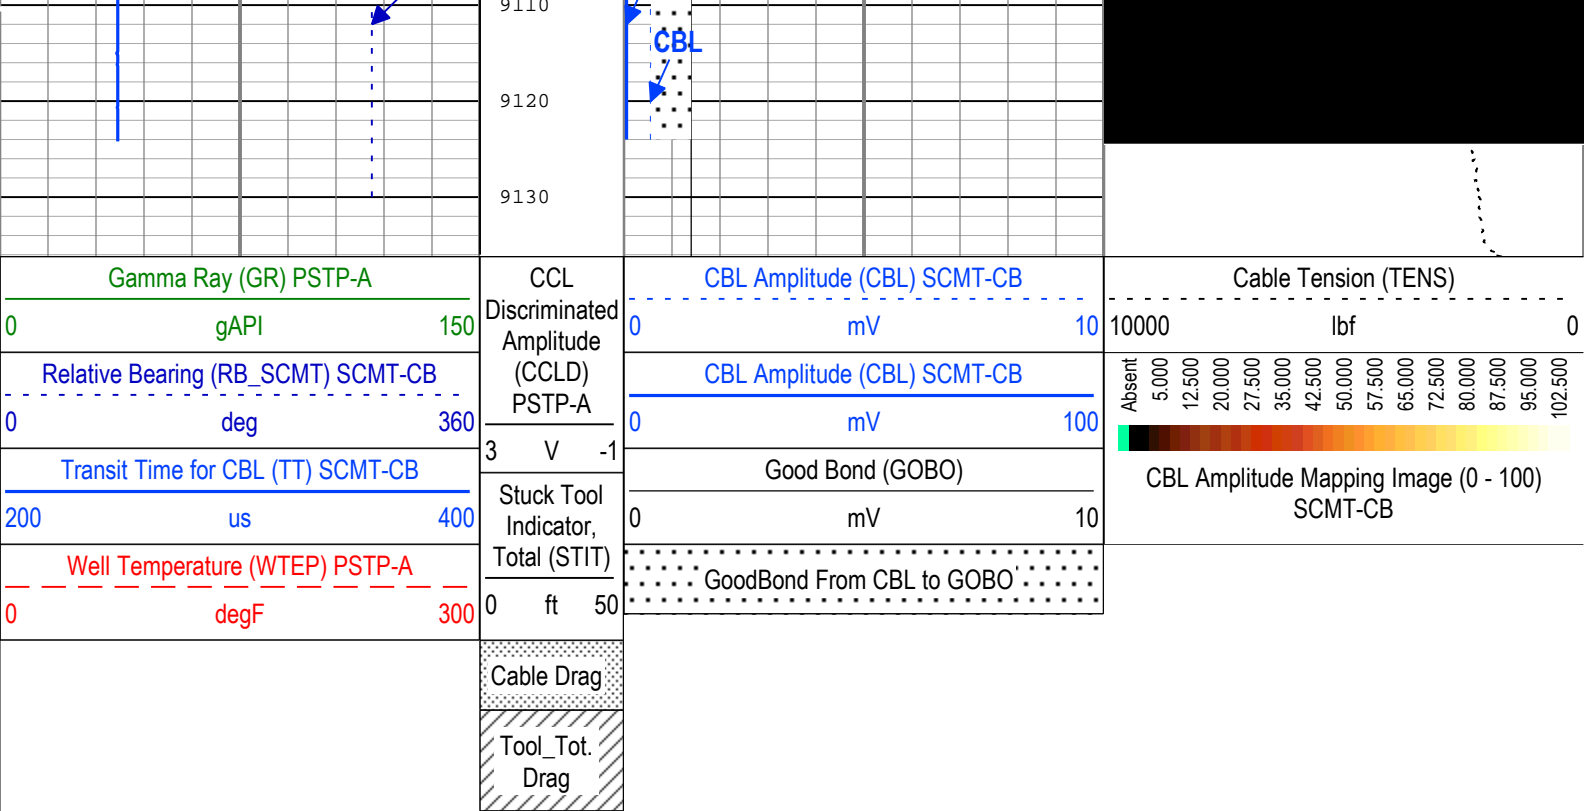 9110
CBL
9120
9130
Gamma Ray (GR) PSTP-A
0 gAPI 150
Relative Bearing (RB_SCMT) SCMT-CB
0 deg 360
Transit Time for CBL (TT) SCMT-CB
200 us 400
Well Temperature (WTEP) PSTP-A
0 degF 300
CCL
Discriminated
Amplitude
(CCLD)
PSTP-A
3 V -1
Stuck Tool
Indicator,
Total (STIT)
0 ft 50
Cable Drag
Tool_Tot.
Drag
CBL Amplitude (CBL) SCMT-CB
0 mV 10
CBL Amplitude (CBL) SCMT-CB
0 mV 100
Good Bond (GOBO)
0 mV 10
GoodBond From CBL to GOBO
Cable Tension (TENS)
10000 lbf 0
Absent 5.000 12.500 20.000 27.500 35.000 42.500 50.000 57.500 65.000 72.500 80.000 87.500 95.000 102.500
CBL Amplitude Mapping Image (0 - 100)
SCMT-CB